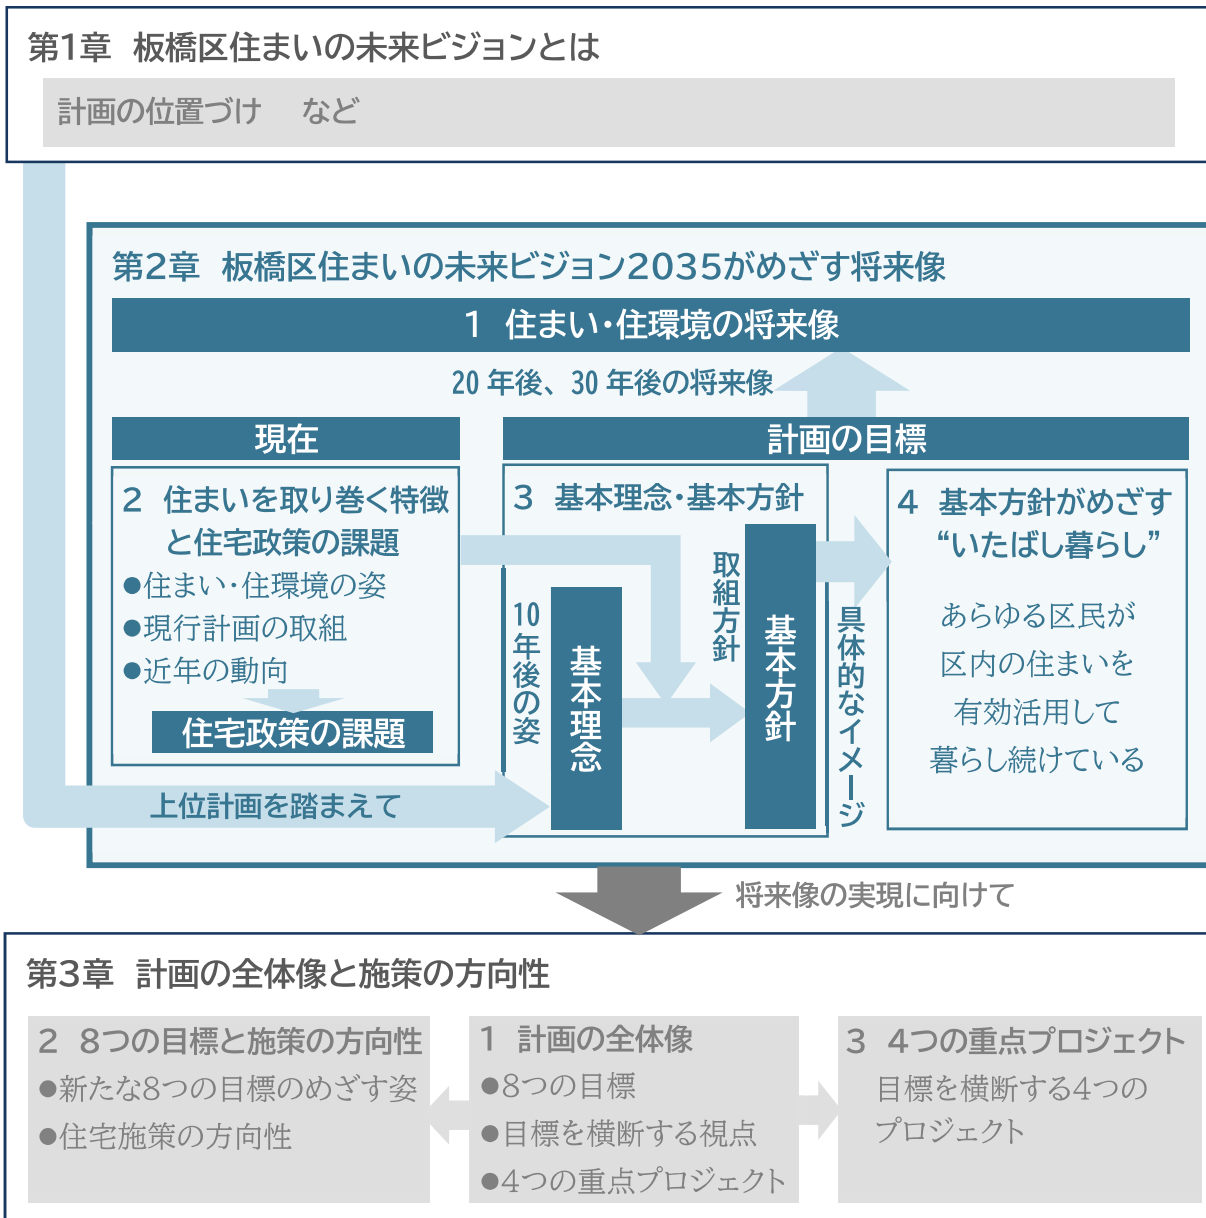 第1章 板橋区住まいの未来ビジョンとは
計画の位置づけ など
第2章 板橋区住まいの未来ビジョン2035がめざす将来像
1 住まい・住環境の将来像
20年後、30年後の将来像
現在
2 住まいを取り巻く特徴
と住宅政策の課題
●住まい・住環境の姿
●現行計画の取組
●近年の動向
住宅政策の課題
上位計画を踏まえて
計画の目標
3 基本理念・基本方針
10年後の姿
基本理念
取組方針
基本方針
具体的なイメージ
4 基本方針がめざす
“いたばし暮らし”
あらゆる区民が
区内の住まいを
有効活用して
暮らし続けている
将来像の実現に向けて
第3章 計画の全体像と施策の方向性
2 8つの目標と施策の方向性
●新たな8つの目標のめざす姿
●住宅施策の方向性
1 計画の全体像
●8つの目標
●目標を横断する視点
●4つの重点プロジェクト
3 4つの重点プロジェクト
目標を横断する4つの
プロジェクト